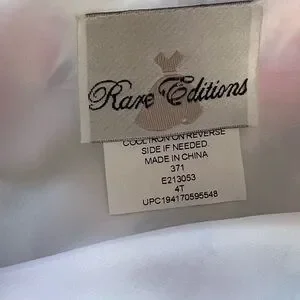 Rare Editions
COOL IRON ON REVERSE
SIDE IF NEEDED.
MADE IN CHINA
371
E213053
4T
UPC194170595548